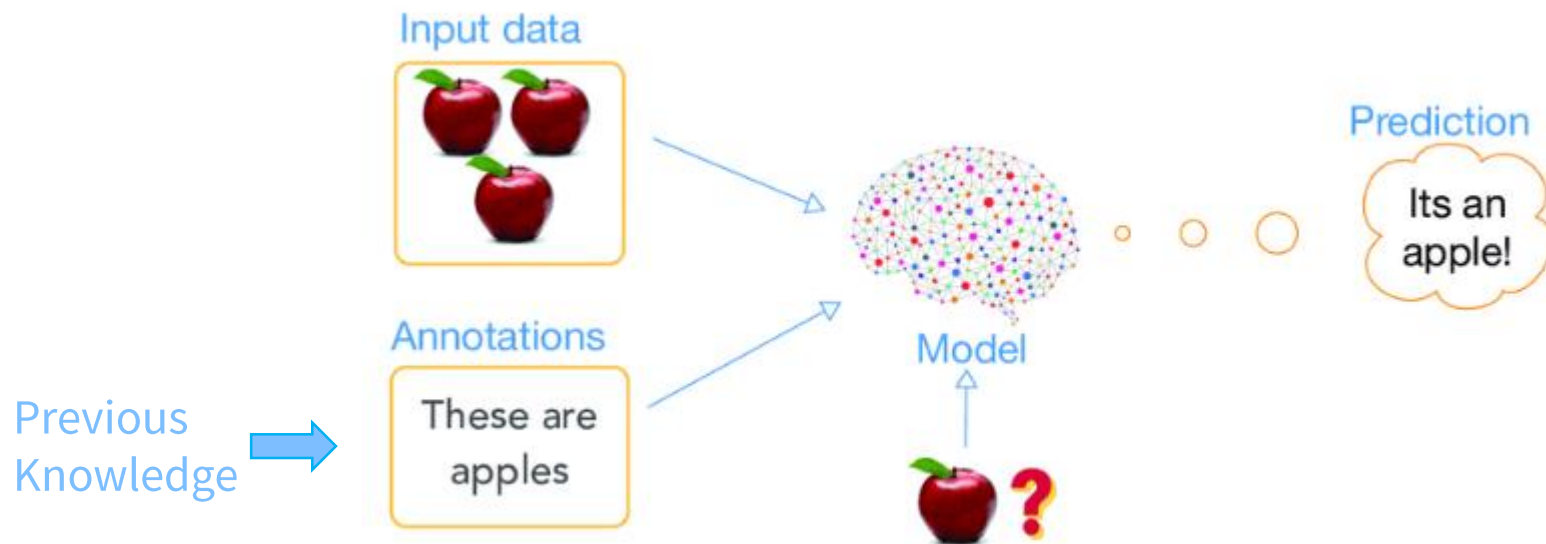 Input data
Prediction
Its an
apple!
Annotations
Model
These are
apples
Previous
Knowledge
?